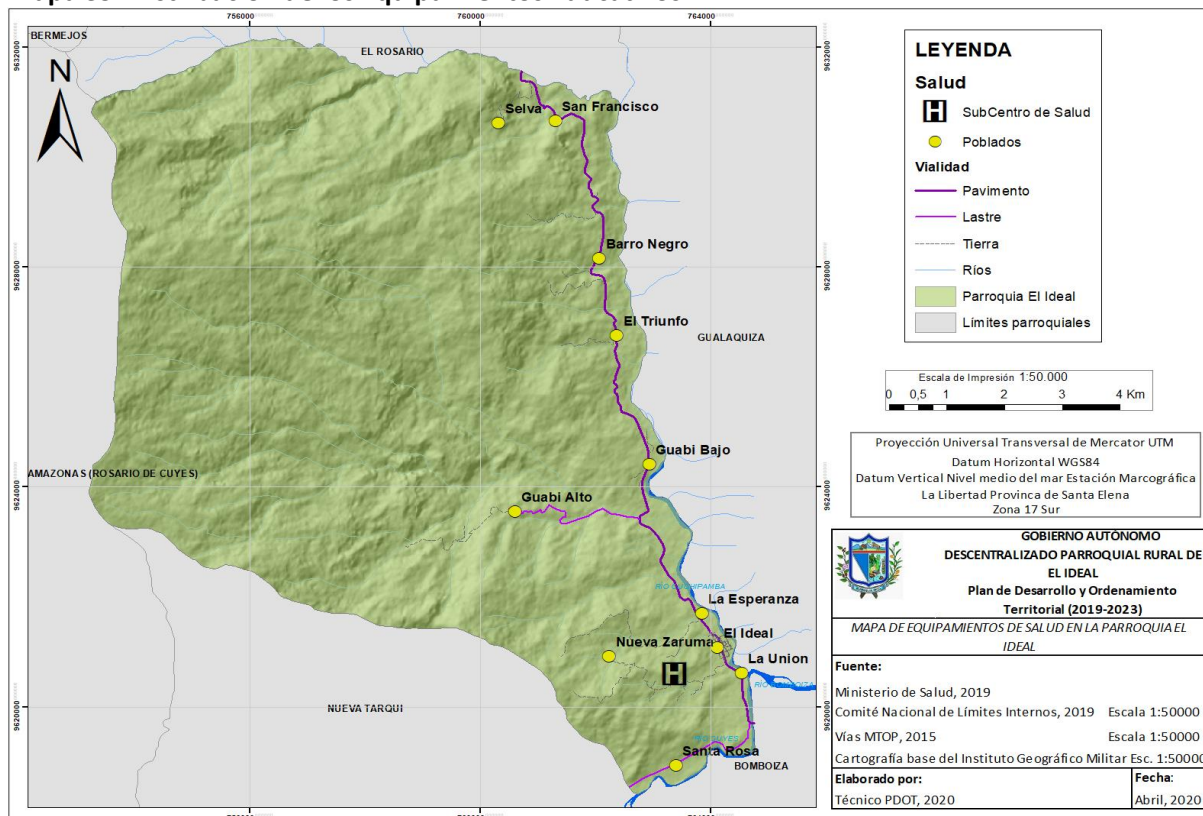 756000
760000
764000
BERMEJOS
EL ROSARIO
9632000
9632000
N
Selva
San Francisco
Barro Negro
9628000
9628000
El Triunfo
GUALAQUIZA
Guabi Bajo
AMAZONAS (ROSARIO DE CUYES)
Guabi Alto
9624000
9624000
La Esperanza
El Ideal
Nueva Zaruma
H
La Union
NUEVA TARQUI
9620000
9620000
Santa Rosa
BOMBOIZA
LEYENDA
Salud
H
SubCentro de Salud
Poblados
Vialidad
Pavimento
Lastre
Tierra
Ríos
Parroquia El Ideal
Límites parroquiales
Escala de Impresión 1:50.000
0 0,5 1 2 3 4 Km
Proyección Universal Transversal de Mercator UTM
Datum Horizontal WGS84
Datum Vertical Nivel medio del mar Estación Marcográfica
La Libertad Provinca de Santa Elena
Zona 17 Sur
GOBIERNO AUTÓNOMO
DESCENTRALIZADO PARROQUIAL RURAL DE
EL IDEAL
Plan de Desarrollo y Ordenamiento
Territorial (2019-2023)
MAPA DE EQUIPAMIENTOS DE SALUD EN LA PARROQUIA EL
IDEAL
Fuente:
Ministerio de Salud, 2019
Comité Nacional de Límites Internos, 2019 Escala 1:50000
Vías MTOP, 2015 Escala 1:50000
Cartografía base del Instituto Geográfico Militar Esc. 1:50000
Elaborado por:
Técnico PDOT, 2020
Fecha:
Abril, 2020